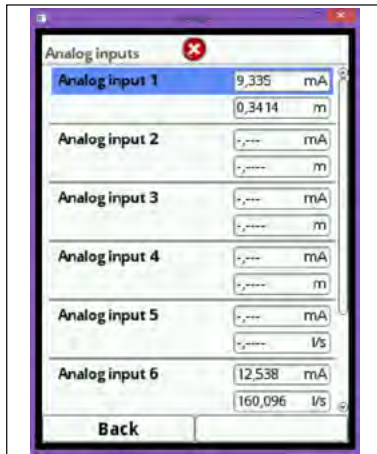 Analog inputs
Analog input 1 9,335 mA
0,3414 m
Analog input 2 -,--- mA
-,---- m
Analog input 3 -,--- mA
-,---- m
Analog input 4 -,--- mA
-,---- m
Analog input 5 -,--- mA
-,---- l/s
Analog input 6 12,538 mA
160,096 l/s
Back